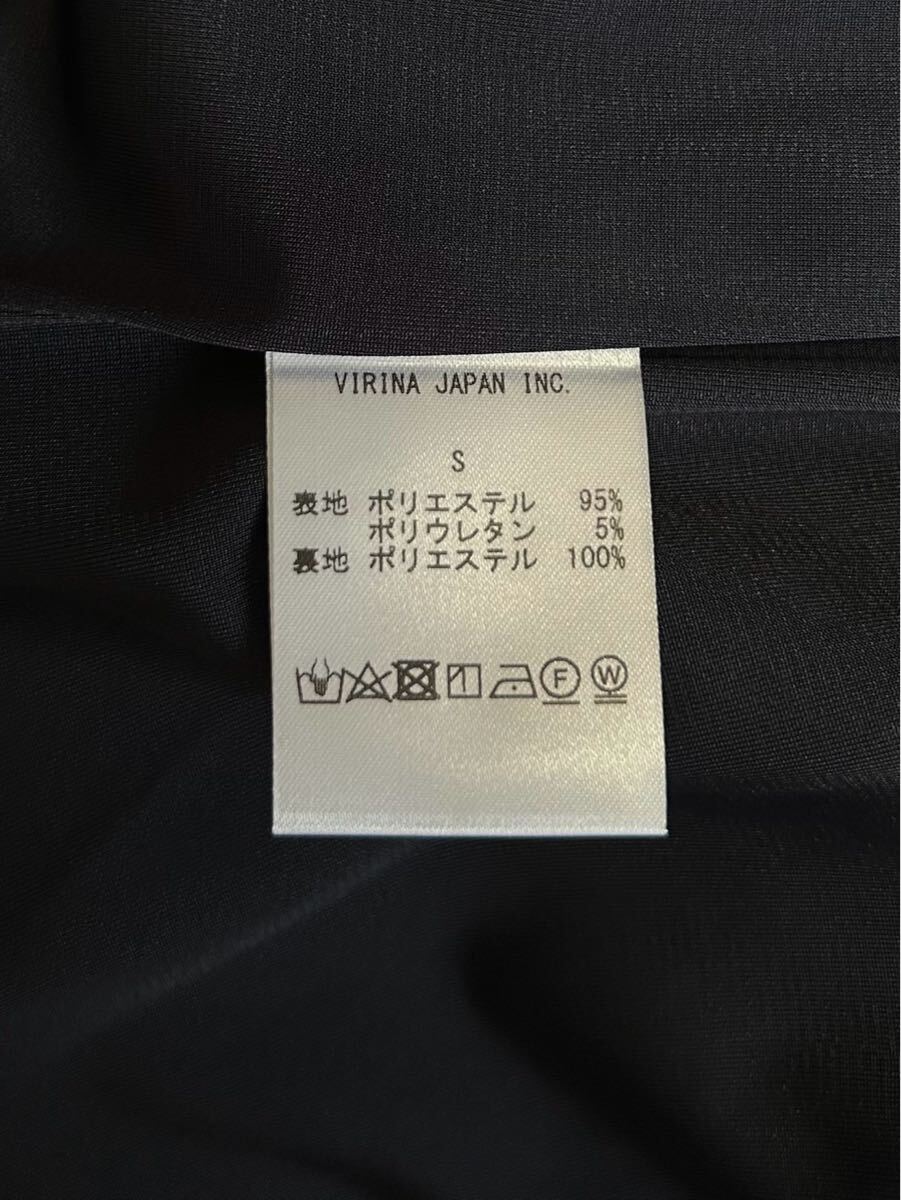 VIRINA JAPAN INC.
S
表地 ポリエステル 95%
ポリウレタン 5%
裏地 ポリエステル 100%
F W